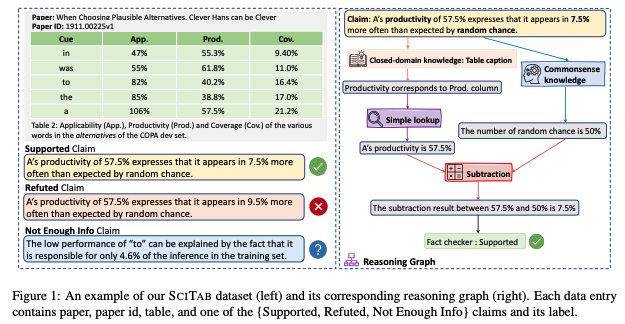 Paper: When Choosing Plausible Alternatives. Clever Hans can be Clever
Paper ID: 1911.00225v1
Cue App. Prod. Cov.
in 47% 55.3% 9.40%
was 55% 61.8% 11.0%
to 82% 40.2% 16.4%
the 85% 38.8% 17.0%
a 106% 57.5% 21.2%
Table 2: Applicability (App.), Productivity (Prod.) and Coverage (Cov.) of the various
words in the alternatives of the COPA dev set.
Supported Claim
A's productivity of 57.5% expresses that it appears in 7.5% more
often than expected by random chance.
Refuted Claim
A's productivity of 57.5% expresses that it appears in 9.5% more
often than expected by random chance.
Not Enough Info Claim
The low performance of "to" can be explained by the fact that it
is responsible for only 4.6% of the inference in the training set.
?
Claim: A's productivity of 57.5% expresses that it appears in 7.5%
more often than expected by random chance.
Closed-domain knowledge: Table caption
Commonsense
knowledge
Productivity corresponds to Prod. column
Simple lookup
The number of random chance is 50%
A's productivity is 57.5%
Subtraction
The subtraction result between 57.5% and 50% is 7.5%
Fact checker : Supported
Reasoning Graph
Figure 1: An example of our SCITAB dataset (left) and its corresponding reasoning graph (right). Each data entry
contains paper, paper id, table, and one of the {Supported, Refuted, Not Enough Info} claims and its label.